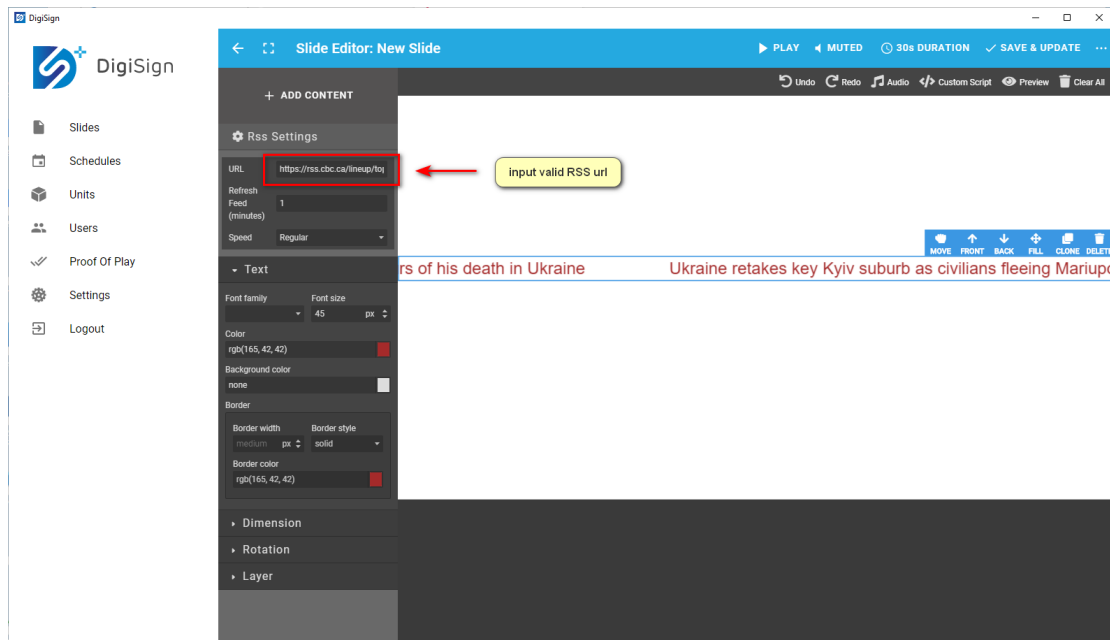 DigiSign
DigiSign
Slides
Schedules
Units
Users
Proof Of Play
Settings
Logout
Slide Editor: New Slide
PLAY
MUTED
30s DURATION
SAVE & UPDATE
Undo
Redo
Audio
Custom Script
Preview
Clear All
+ ADD CONTENT
Rss Settings
URL
https://rss.cbc.ca/lineup/top
Refresh
Feed
(minutes)
1
Speed
Regular
input valid RSS url
MOVE
FRONT
BACK
FILL
CLONE
DELETE
rs of his death in Ukraine
Ukraine retakes key Kyiv suburb as civilians fleeing Mariupo
Text
Font family
Font size
45 px
Color
rgb(165, 42, 42)
Background color
none
Border
Border width
Border style
medium px
solid
Border color
rgb(165, 42, 42)
Dimension
Rotation
Layer